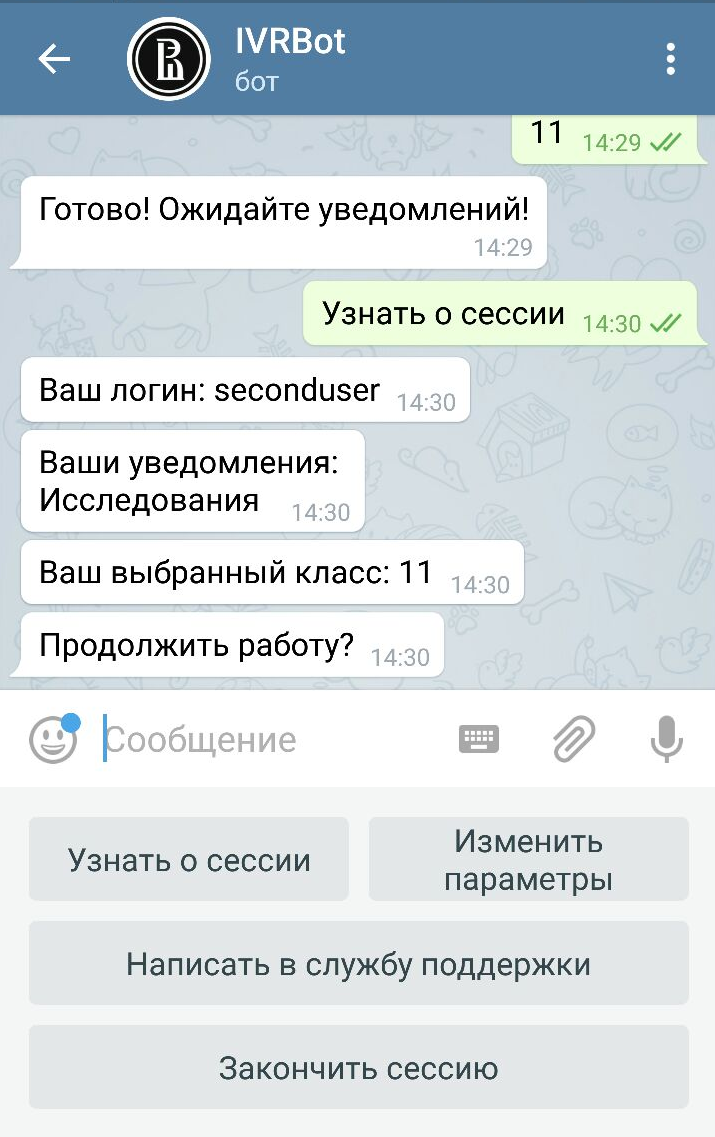 IVRBot
бот
11 14:29
Готово! Ожидайте уведомлений!
14:29
Узнать о сессии 14:30
Ваш логин: seconduser 14:30
Ваши уведомления:
Исследования 14:30
Ваш выбранный класс: 11 14:30
Продолжить работу? 14:30
Сообщение
Узнать о сессии
Изменить
параметры
Написать в службу поддержки
Закончить сессию